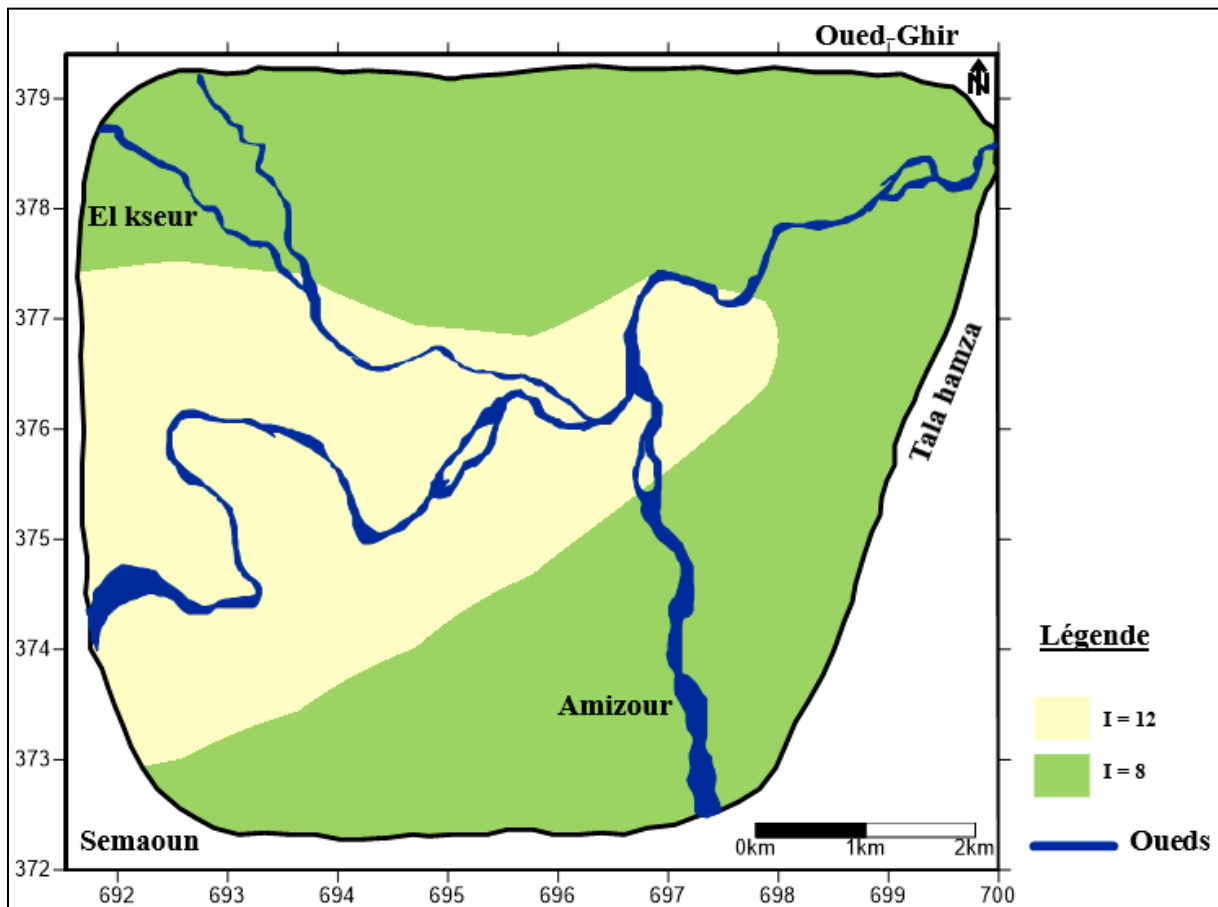 Oued-Ghir
N
379
378
377
376
375
374
373
372
El kseur
Tala hamza
Amizour
Semaoun
0km 1km 2km
692 693 694 695 696 697 698 699 700
Légende
I = 12
I = 8
Oueds